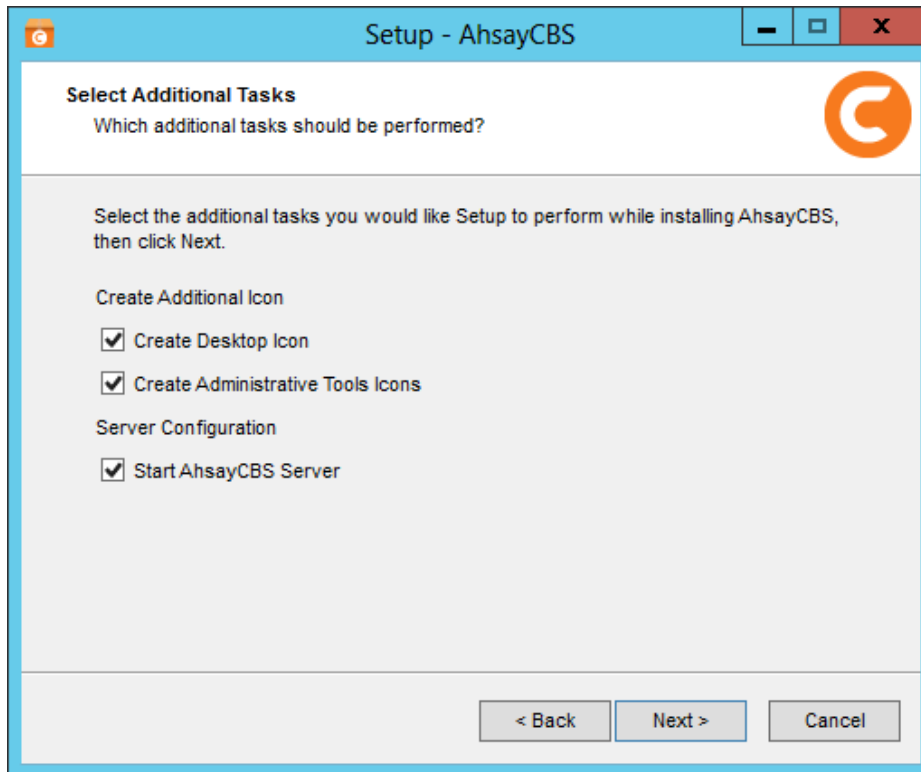 Setup - AhsayCBS
Select Additional Tasks
Which additional tasks should be performed?
Select the additional tasks you would like Setup to perform while installing AhsayCBS,
then click Next.
Create Additional Icon
Create Desktop Icon
Create Administrative Tools Icons
Server Configuration
Start AhsayCBS Server
< Back Next > Cancel